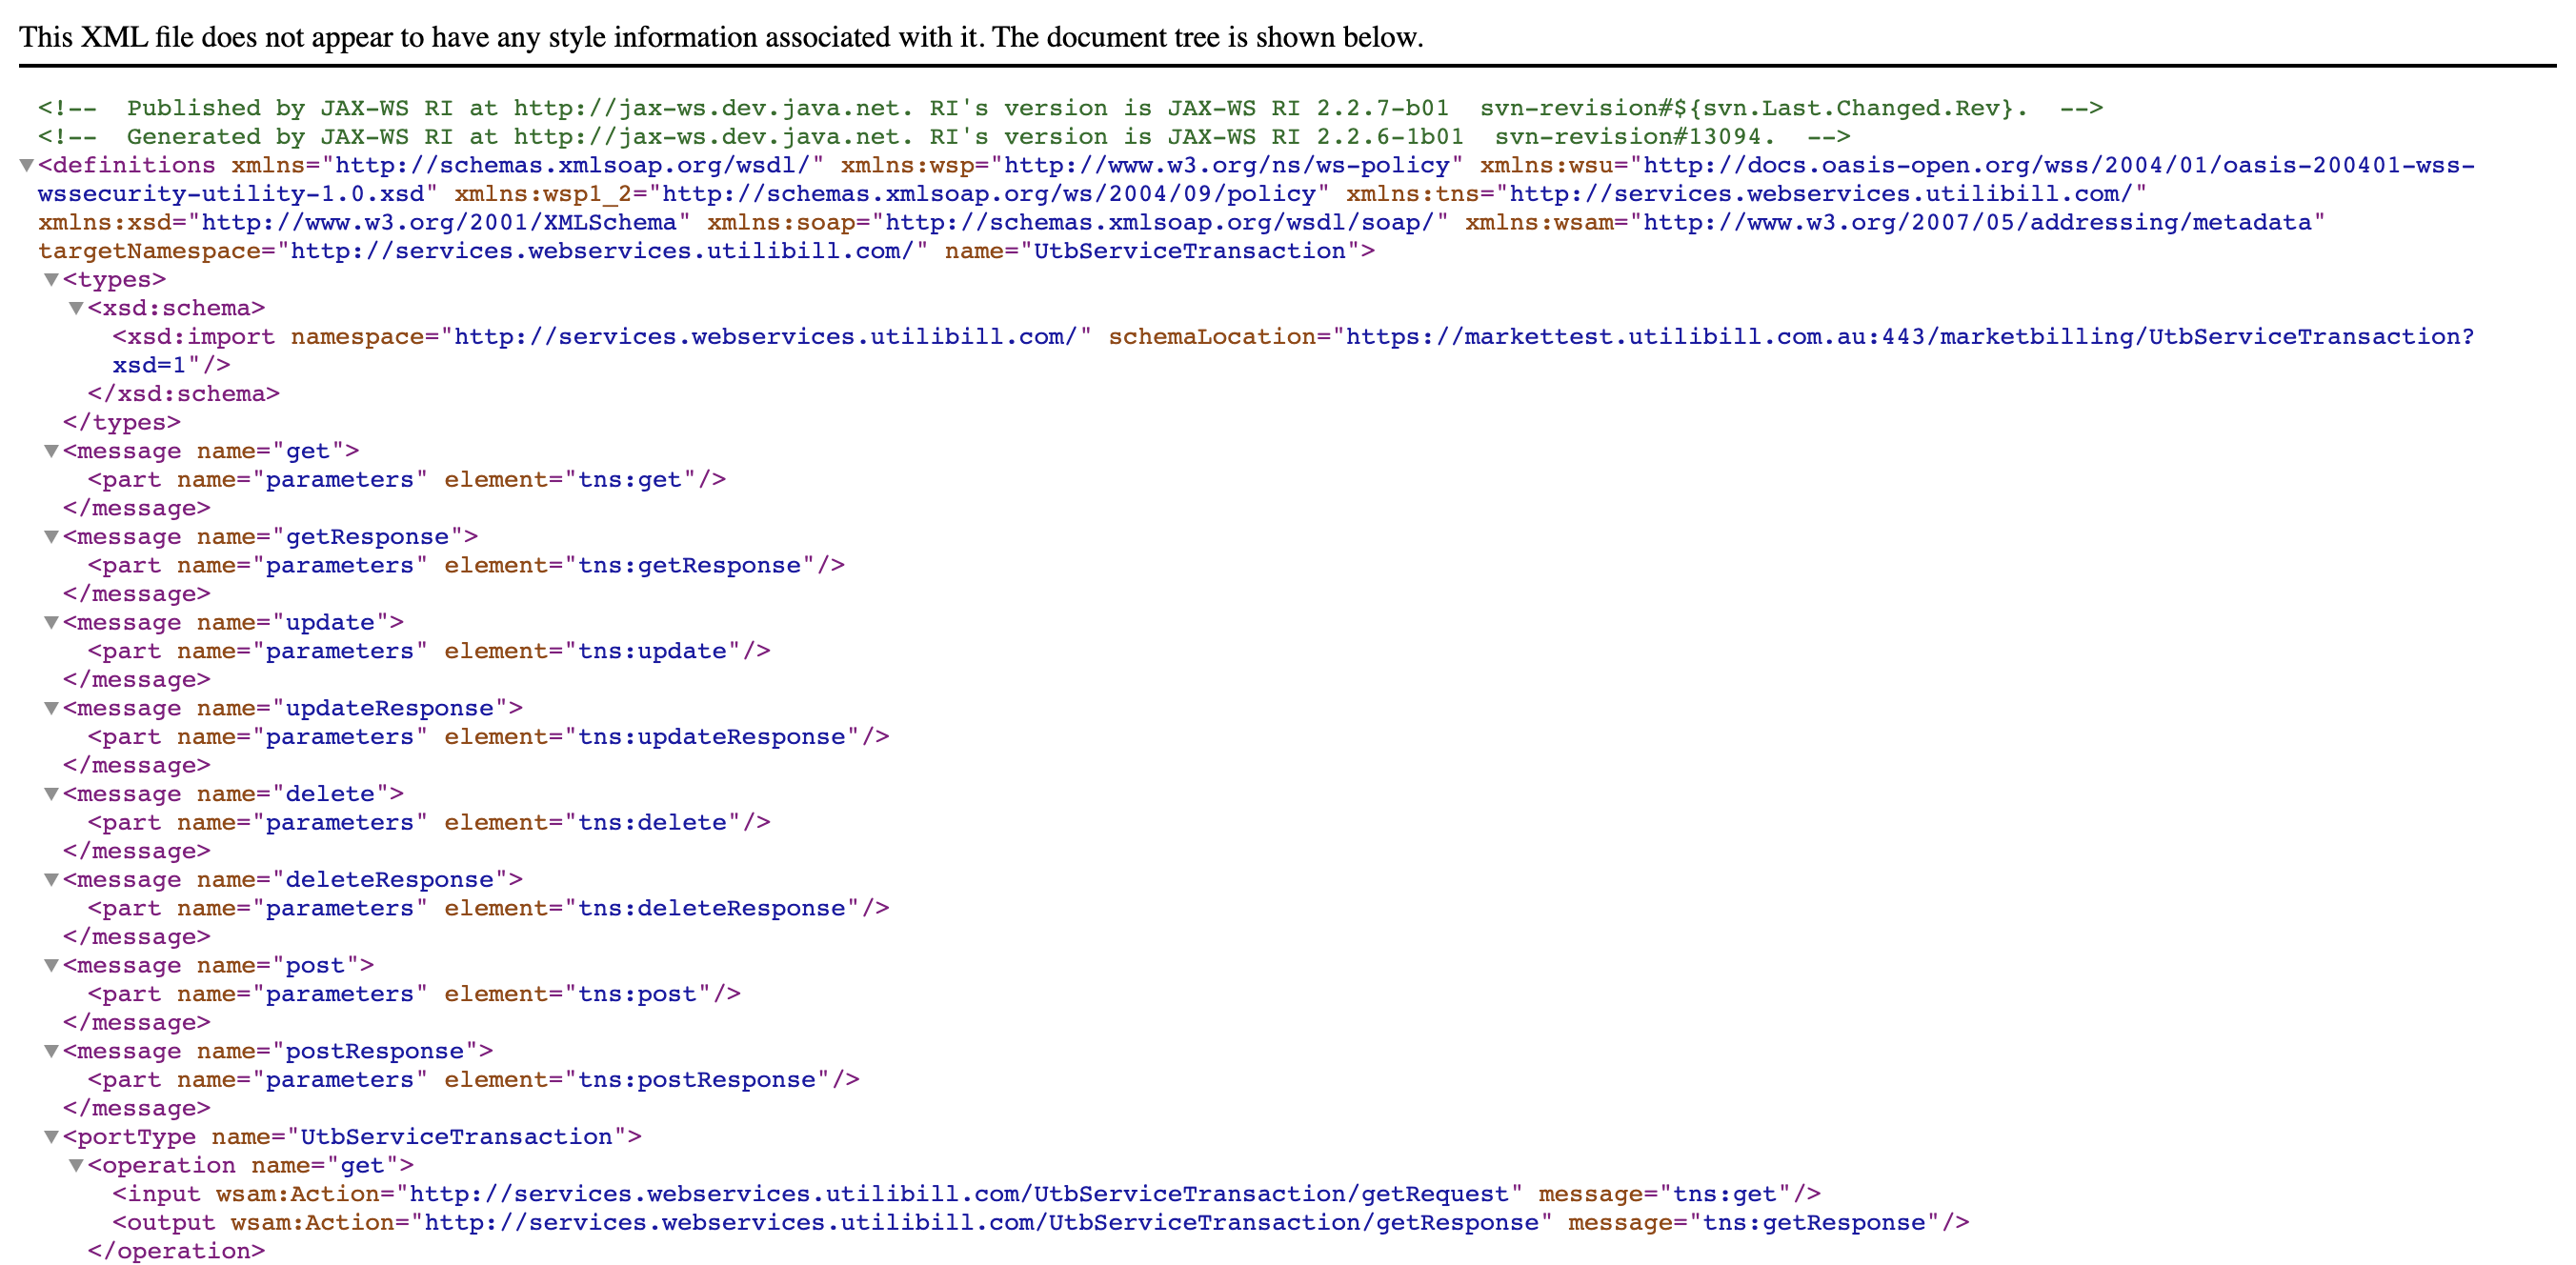 This XML file does not appear to have any style information associated with it. The document tree is shown below.
<!--  Published by JAX-WS RI at http://jax-ws.dev.java.net. RI's version is JAX-WS RI 2.2.7-b01  svn-revision#${svn.Last.Changed.Rev}.  -->
<!--  Generated by JAX-WS RI at http://jax-ws.dev.java.net. RI's version is JAX-WS RI 2.2.6-1b01  svn-revision#13094.  -->
▼<definitions xmlns="http://schemas.xmlsoap.org/wsdl/" xmlns:wsp="http://www.w3.org/ns/ws-policy" xmlns:wsu="http://docs.oasis-open.org/wss/2004/01/oasis-200401-wss-
wssecurity-utility-1.0.xsd" xmlns:wsp1_2="http://schemas.xmlsoap.org/ws/2004/09/policy" xmlns:tns="http://services.webservices.utilibill.com/"
xmlns:xsd="http://www.w3.org/2001/XMLSchema" xmlns:soap="http://schemas.xmlsoap.org/wsdl/soap/" xmlns:wsam="http://www.w3.org/2007/05/addressing/metadata"
targetNamespace="http://services.webservices.utilibill.com/" name="UtbServiceTransaction">
▼<types>
▼<xsd:schema>
<xsd:import namespace="http://services.webservices.utilibill.com/" schemaLocation="https://markettest.utilibill.com.au:443/marketbilling/UtbServiceTransaction?
xsd=1"/>
</xsd:schema>
</types>
▼<message name="get">
<part name="parameters" element="tns:get"/>
</message>
▼<message name="getResponse">
<part name="parameters" element="tns:getResponse"/>
</message>
▼<message name="update">
<part name="parameters" element="tns:update"/>
</message>
▼<message name="updateResponse">
<part name="parameters" element="tns:updateResponse"/>
</message>
▼<message name="delete">
<part name="parameters" element="tns:delete"/>
</message>
▼<message name="deleteResponse">
<part name="parameters" element="tns:deleteResponse"/>
</message>
▼<message name="post">
<part name="parameters" element="tns:post"/>
</message>
▼<message name="postResponse">
<part name="parameters" element="tns:postResponse"/>
</message>
▼<portType name="UtbServiceTransaction">
▼<operation name="get">
<input wsam:Action="http://services.webservices.utilibill.com/UtbServiceTransaction/getRequest" message="tns:get"/>
<output wsam:Action="http://services.webservices.utilibill.com/UtbServiceTransaction/getResponse" message="tns:getResponse"/>
</operation>